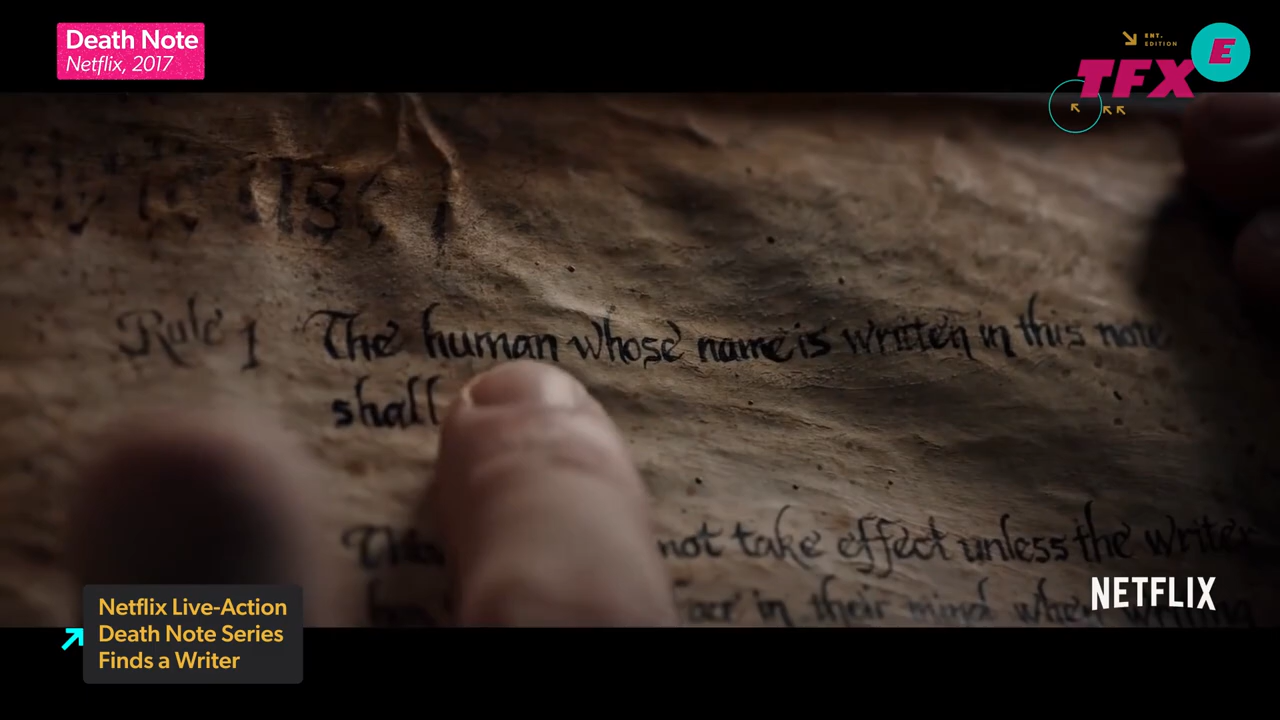 Death Note
Netflix, 2017
ENT.
EDITION
TFX
E
Rule 1 The human whose name is written in this note
shall
not take effect unless the writer
in their mind when writing
NETFLIX
Netflix Live-Action
Death Note Series
Finds a Writer